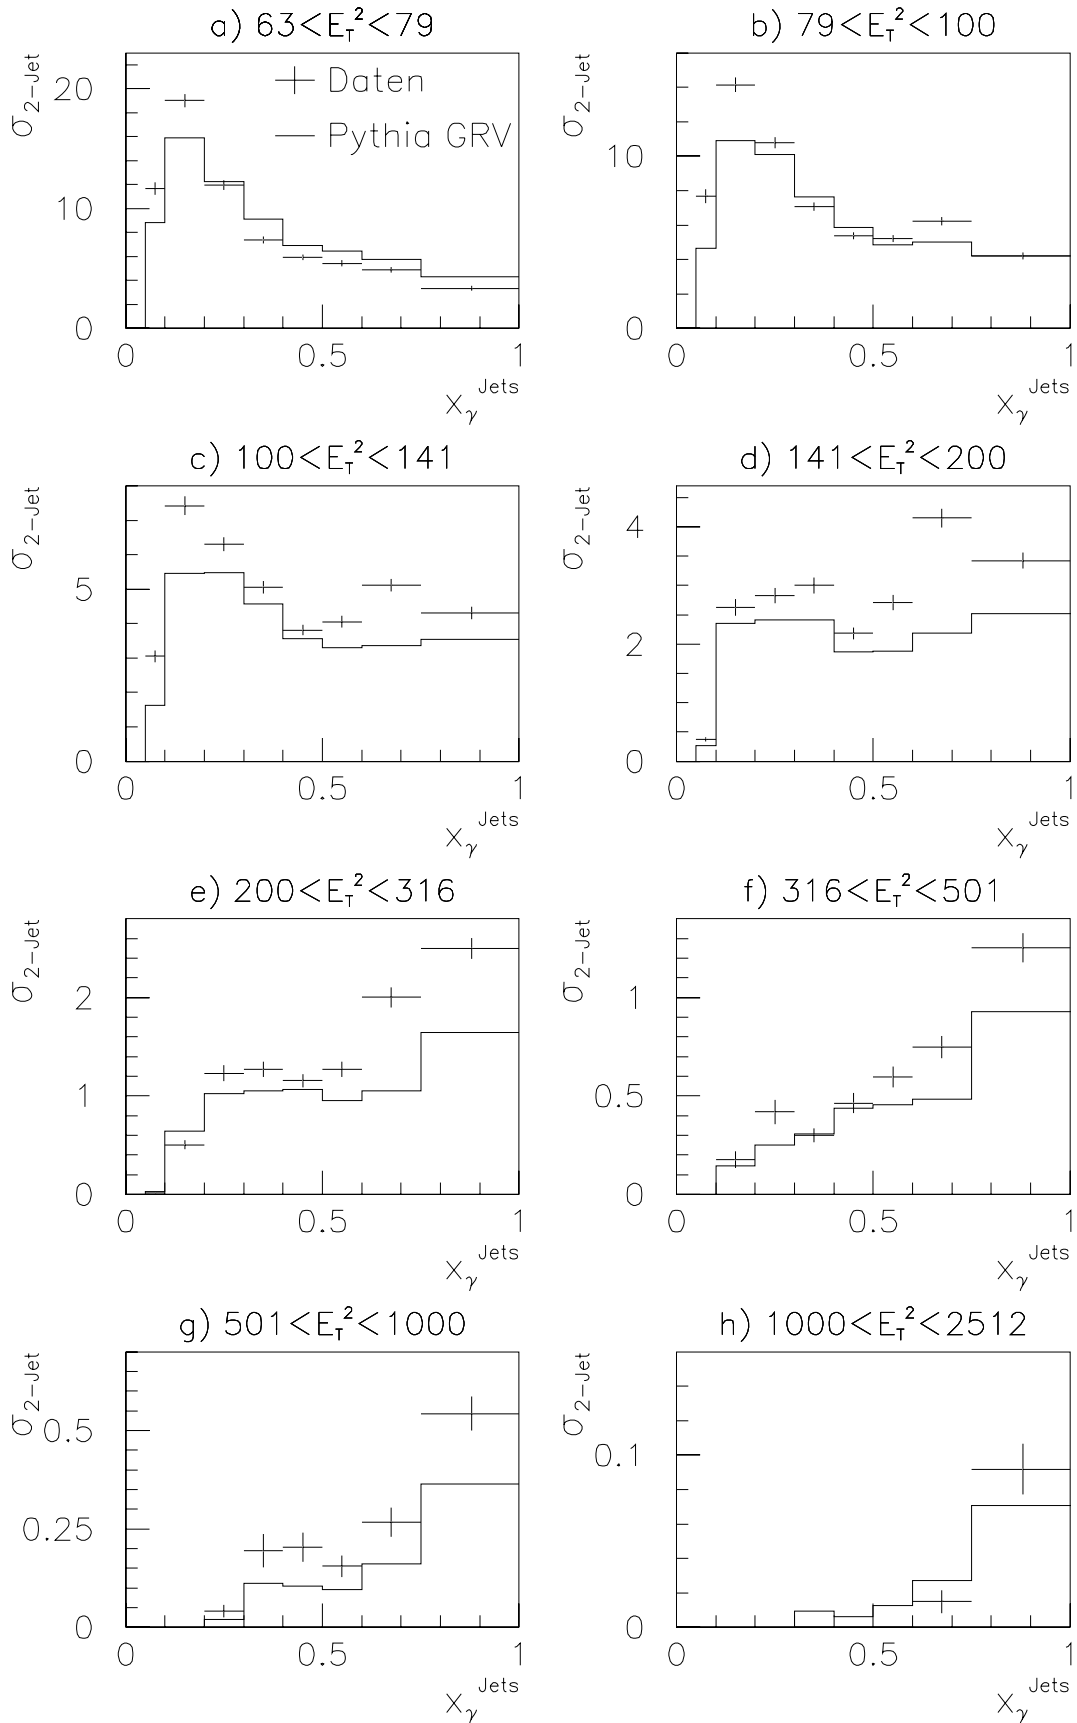 a) 63<E_T^2<79
σ_2-Jet
20
10
0
0 0.5 1
X_γ^Jets
Daten
Pythia GRV
b) 79<E_T^2<100
σ_2-Jet
10
0
0 0.5 1
X_γ^Jets
c) 100<E_T^2<141
σ_2-Jet
5
0
0 0.5 1
X_γ^Jets
d) 141<E_T^2<200
σ_2-Jet
4
2
0
0 0.5 1
X_γ^Jets
e) 200<E_T^2<316
σ_2-Jet
2
1
0
0 0.5 1
X_γ^Jets
f) 316<E_T^2<501
σ_2-Jet
1
0.5
0
0 0.5 1
X_γ^Jets
g) 501<E_T^2<1000
σ_2-Jet
0.5
0.25
0
0 0.5 1
X_γ^Jets
h) 1000<E_T^2<2512
σ_2-Jet
0.1
0
0 0.5 1
X_γ^Jets